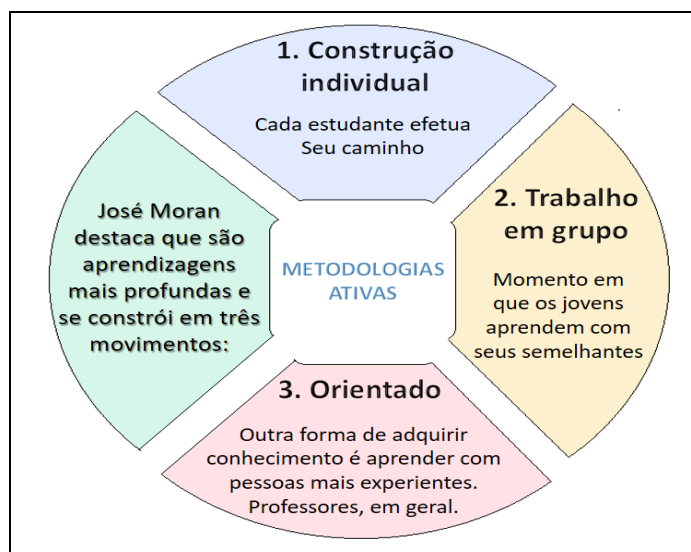 1. Construção
individual
Cada estudante efetua
Seu caminho
José Moran
destaca que são
aprendizagens
mais profundas e
se constrói em três
movimentos:
METODOLOGIAS
ATIVAS
2. Trabalho
em grupo
Momento em
que os jovens
aprendem com
seus semelhantes
3. Orientado
Outra forma de adquirir
conhecimento é aprender com
pessoas mais experientes.
Professores, em geral.